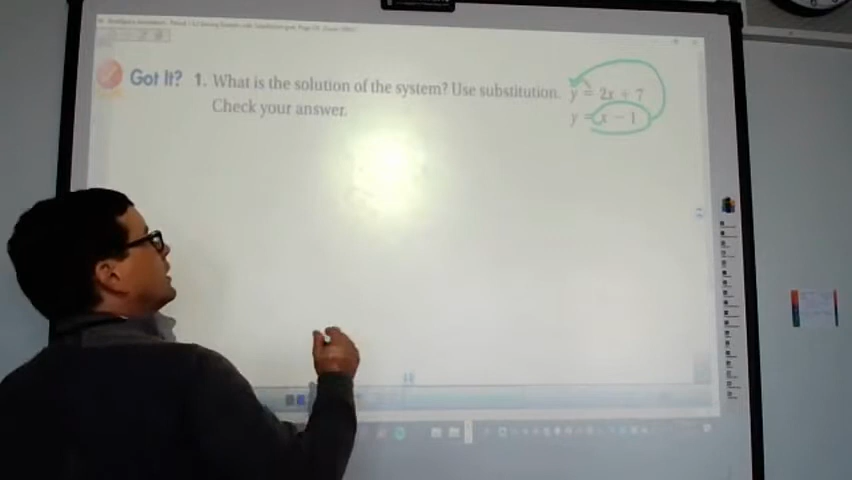 Got It? 1. What is the solution of the system? Use substitution. y = 2x + 7
Check your answer. y = x − 1